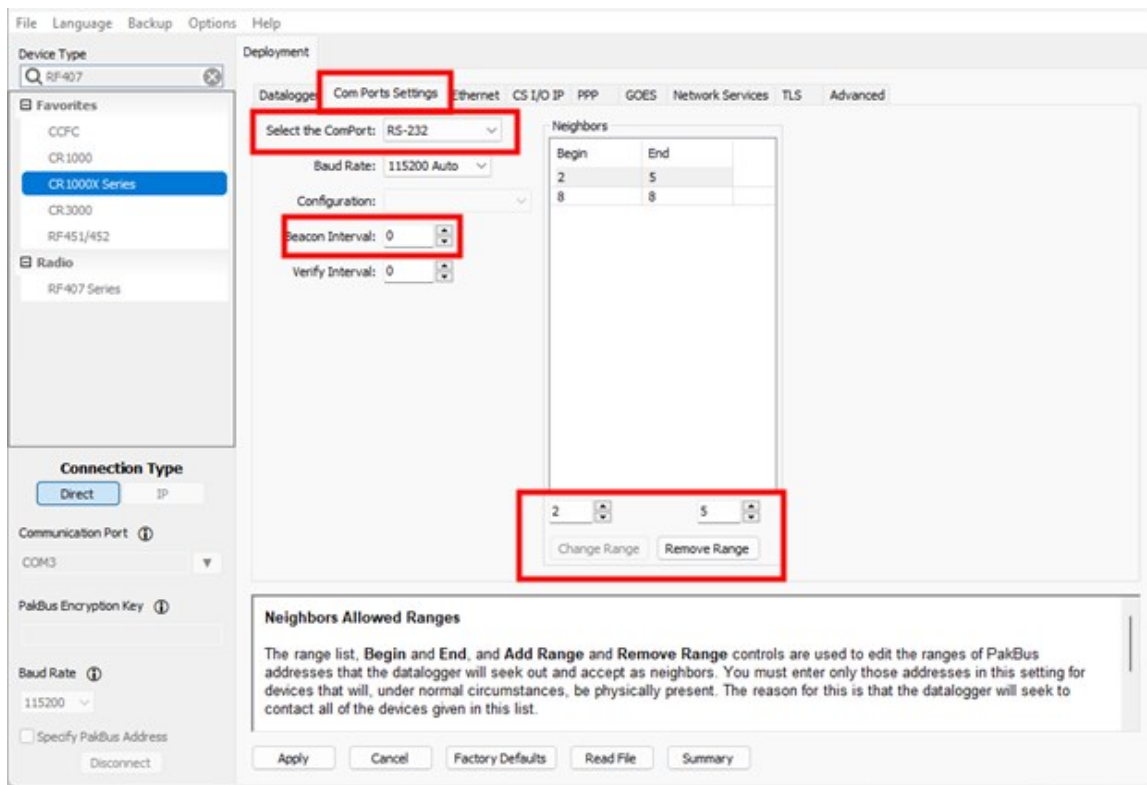 File Language Backup Options Help
Device Type
RF407
Favorites
CCFC
CR1000
CR1000X Series
CR3000
RF451/452
Radio
RF407 Series
Connection Type
Direct IP
Communication Port
COM3
PakBus Encryption Key
Baud Rate
115200
Specify PakBus Address
Disconnect
Deployment
Datalogger Com Ports Settings Ethernet CS I/O IP PPP GOES Network Services TLS Advanced
Select the ComPort: RS-232
Baud Rate: 115200 Auto
Configuration:
Beacon Interval: 0
Verify Interval: 0
Neighbors
Begin End
2 5
8 8
2 5
Change Range Remove Range
Neighbors Allowed Ranges
The range list, Begin and End, and Add Range and Remove Range controls are used to edit the ranges of PakBus
addresses that the datalogger will seek out and accept as neighbors. You must enter only those addresses in this setting for
devices that will, under normal circumstances, be physically present. The reason for this is that the datalogger will seek to
contact all of the devices given in this list.
Apply Cancel Factory Defaults Read File Summary